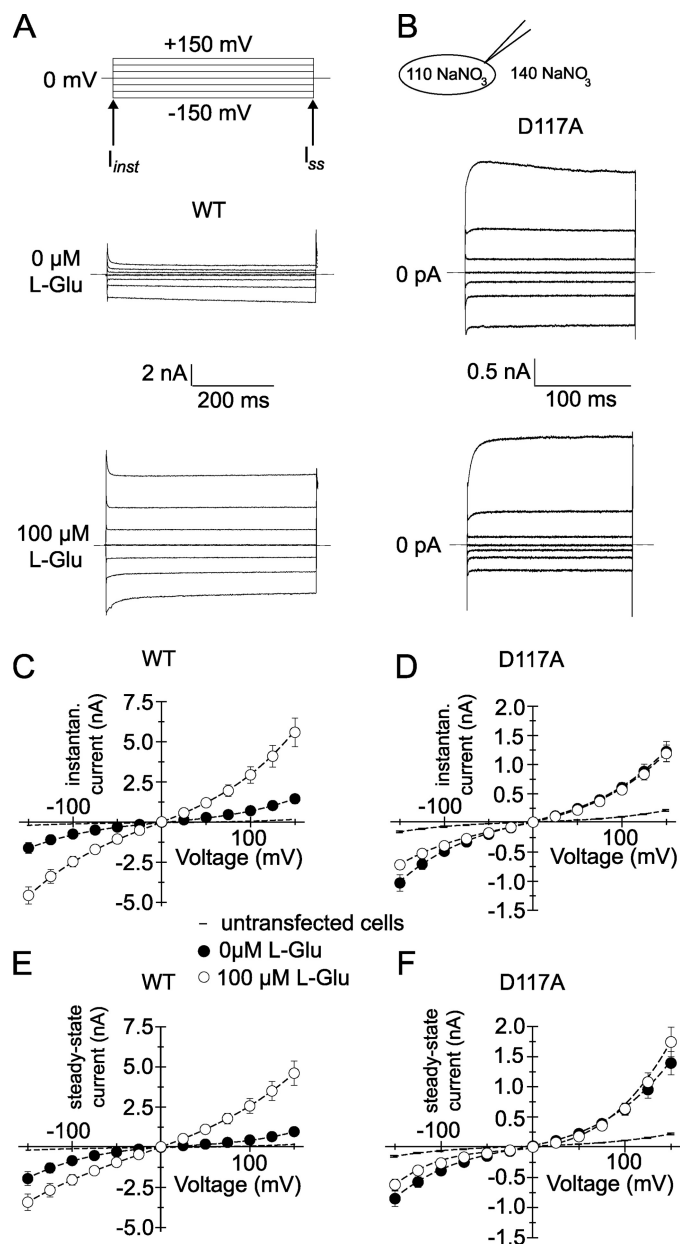 A
+150 mV
0 mV
-150 mV
I inst
I ss
WT
0 µM
L-Glu
2 nA
200 ms
100 µM
L-Glu
B
110 NaNO3
140 NaNO3
D117A
0 pA
0.5 nA
100 ms
0 pA
C
WT
instantan.
current (nA)
7.5
5.0
2.5
-100
100
Voltage (mV)
-2.5
-5.0
D
D117A
instantan.
current (nA)
2.0
1.5
1.0
0.5
-100
100
Voltage (mV)
-0.5
-1.0
-1.5
– untransfected cells
● 0µM L-Glu
○ 100 µM L-Glu
E
WT
steady-state
current (nA)
7.5
5.0
2.5
-100
100
Voltage (mV)
-2.5
-5.0
F
D117A
steady-state
current (nA)
2.0
1.5
1.0
0.5
-100
100
Voltage (mV)
-0.5
-1.0
-1.5